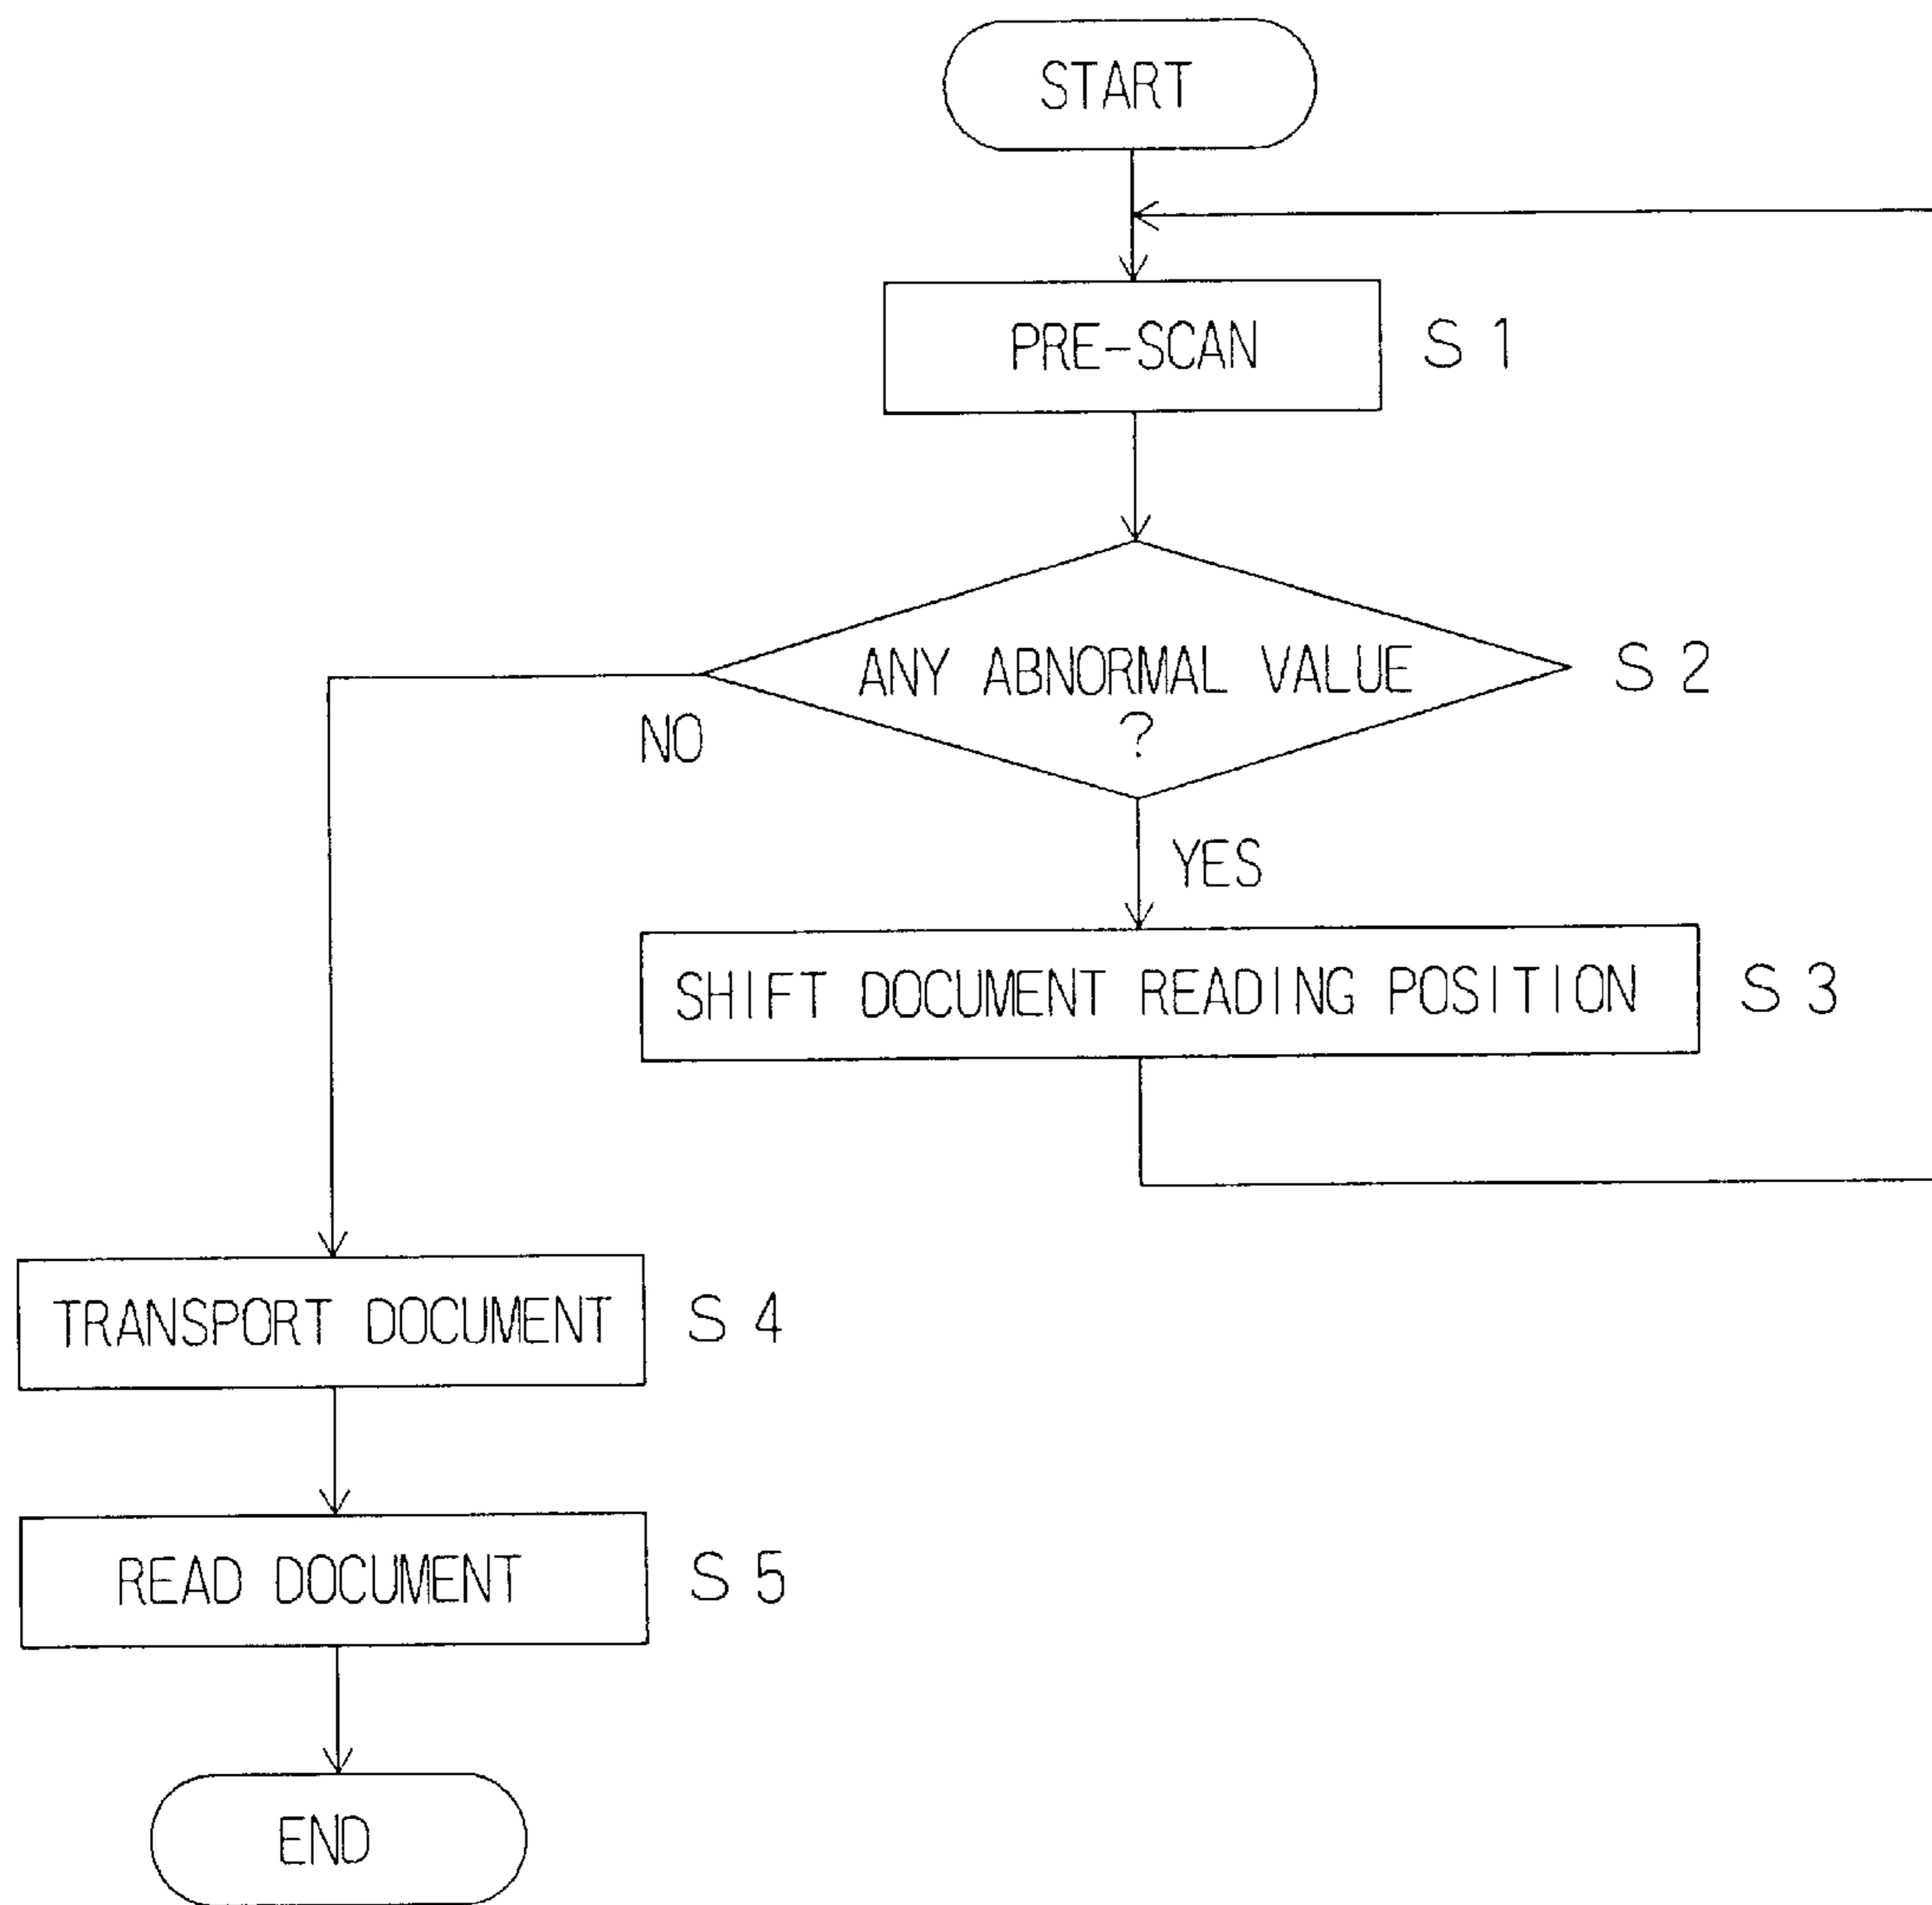 START
PRE-SCAN
S 1
ANY ABNORMAL VALUE
?
S 2
NO
YES
SHIFT DOCUMENT READING POSITION
S 3
TRANSPORT DOCUMENT
S 4
READ DOCUMENT
S 5
END